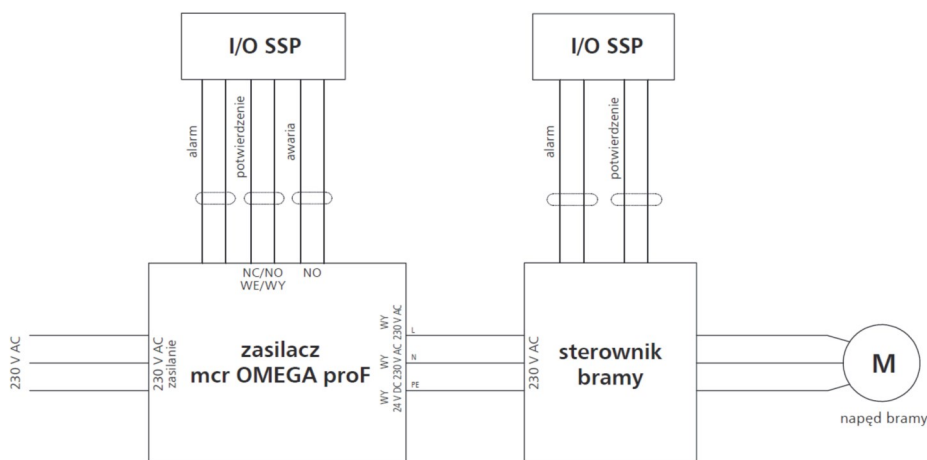 I/O SSP
I/O SSP
alarm
potwierdzenie
awaria
alarm
potwierdzenie
NC/NO
WE/WY
NO
230 V AC
230 V AC
zasilanie
zasilacz
mcr OMEGA proF
WY
230 V AC
WY
230 V AC
WY
24 V DC
L
N
PE
230 V AC
sterownik
bramy
M
napęd bramy